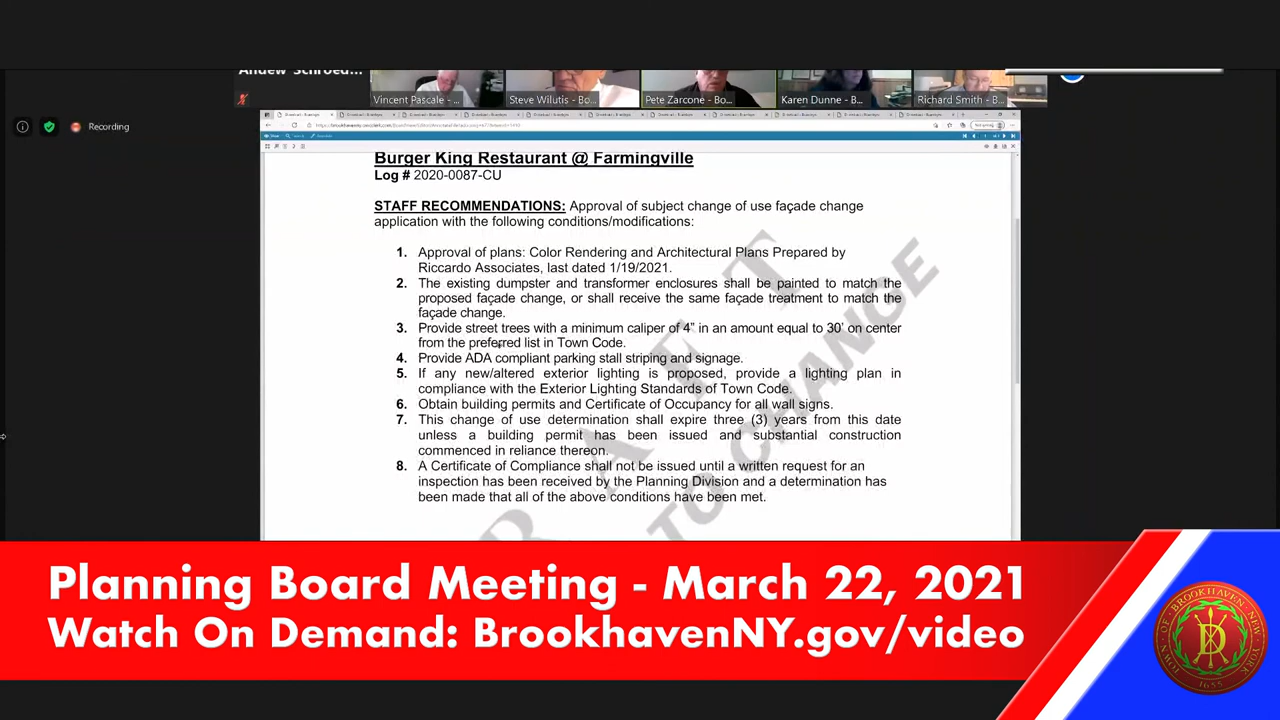 Andew Schroed...
Vincent Pascale - ...
Steve Wilutis - Bo...
Pete Zarcone - Bo...
Karen Dunne - B...
Richard Smith - B...
Recording
Burger King Restaurant @ Farmingville
Log # 2020-0087-CU
STAFF RECOMMENDATIONS: Approval of subject change of use façade change
application with the following conditions/modifications:
1. Approval of plans: Color Rendering and Architectural Plans Prepared by
Riccardo Associates, last dated 1/19/2021.
2. The existing dumpster and transformer enclosures shall be painted to match the
proposed façade change, or shall receive the same façade treatment to match the
façade change.
3. Provide street trees with a minimum caliper of 4” in an amount equal to 30’ on center
from the preferred list in Town Code.
4. Provide ADA compliant parking stall striping and signage.
5. If any new/altered exterior lighting is proposed, provide a lighting plan in
compliance with the Exterior Lighting Standards of Town Code.
6. Obtain building permits and Certificate of Occupancy for all wall signs.
7. This change of use determination shall expire three (3) years from this date
unless a building permit has been issued and substantial construction
commenced in reliance thereon.
8. A Certificate of Compliance shall not be issued until a written request for an
inspection has been received by the Planning Division and a determination has
been made that all of the above conditions have been met.
R A F T
TO CHANGE
Planning Board Meeting - March 22, 2021
Watch On Demand: BrookhavenNY.gov/video
TOWN OF BROOKHAVEN NEW YORK
1655